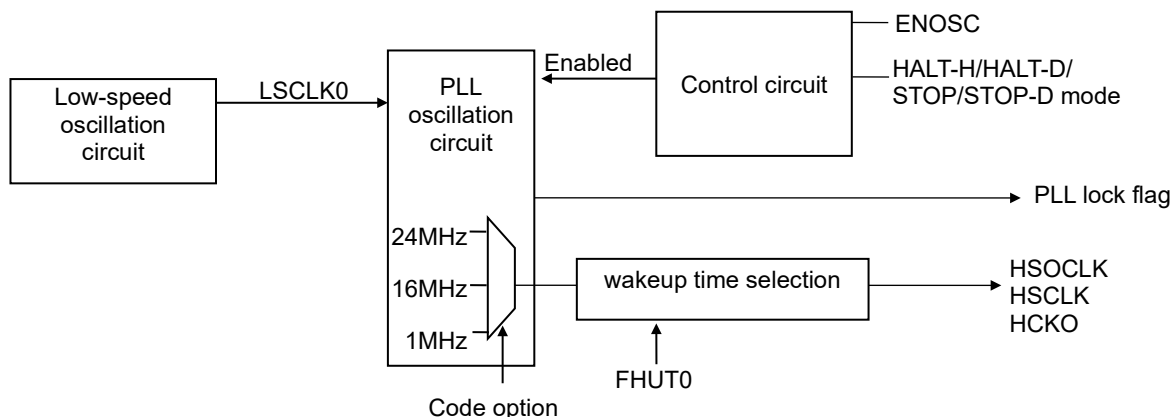 Low-speed
oscillation
circuit
LSCLK0
PLL
oscillation
circuit
24MHz
16MHz
1MHz
Code option
Enabled
Control circuit
ENOSC
HALT-H/HALT-D/
STOP/STOP-D mode
PLL lock flag
wakeup time selection
FHUT0
HSOCLK
HSCLK
HCKO